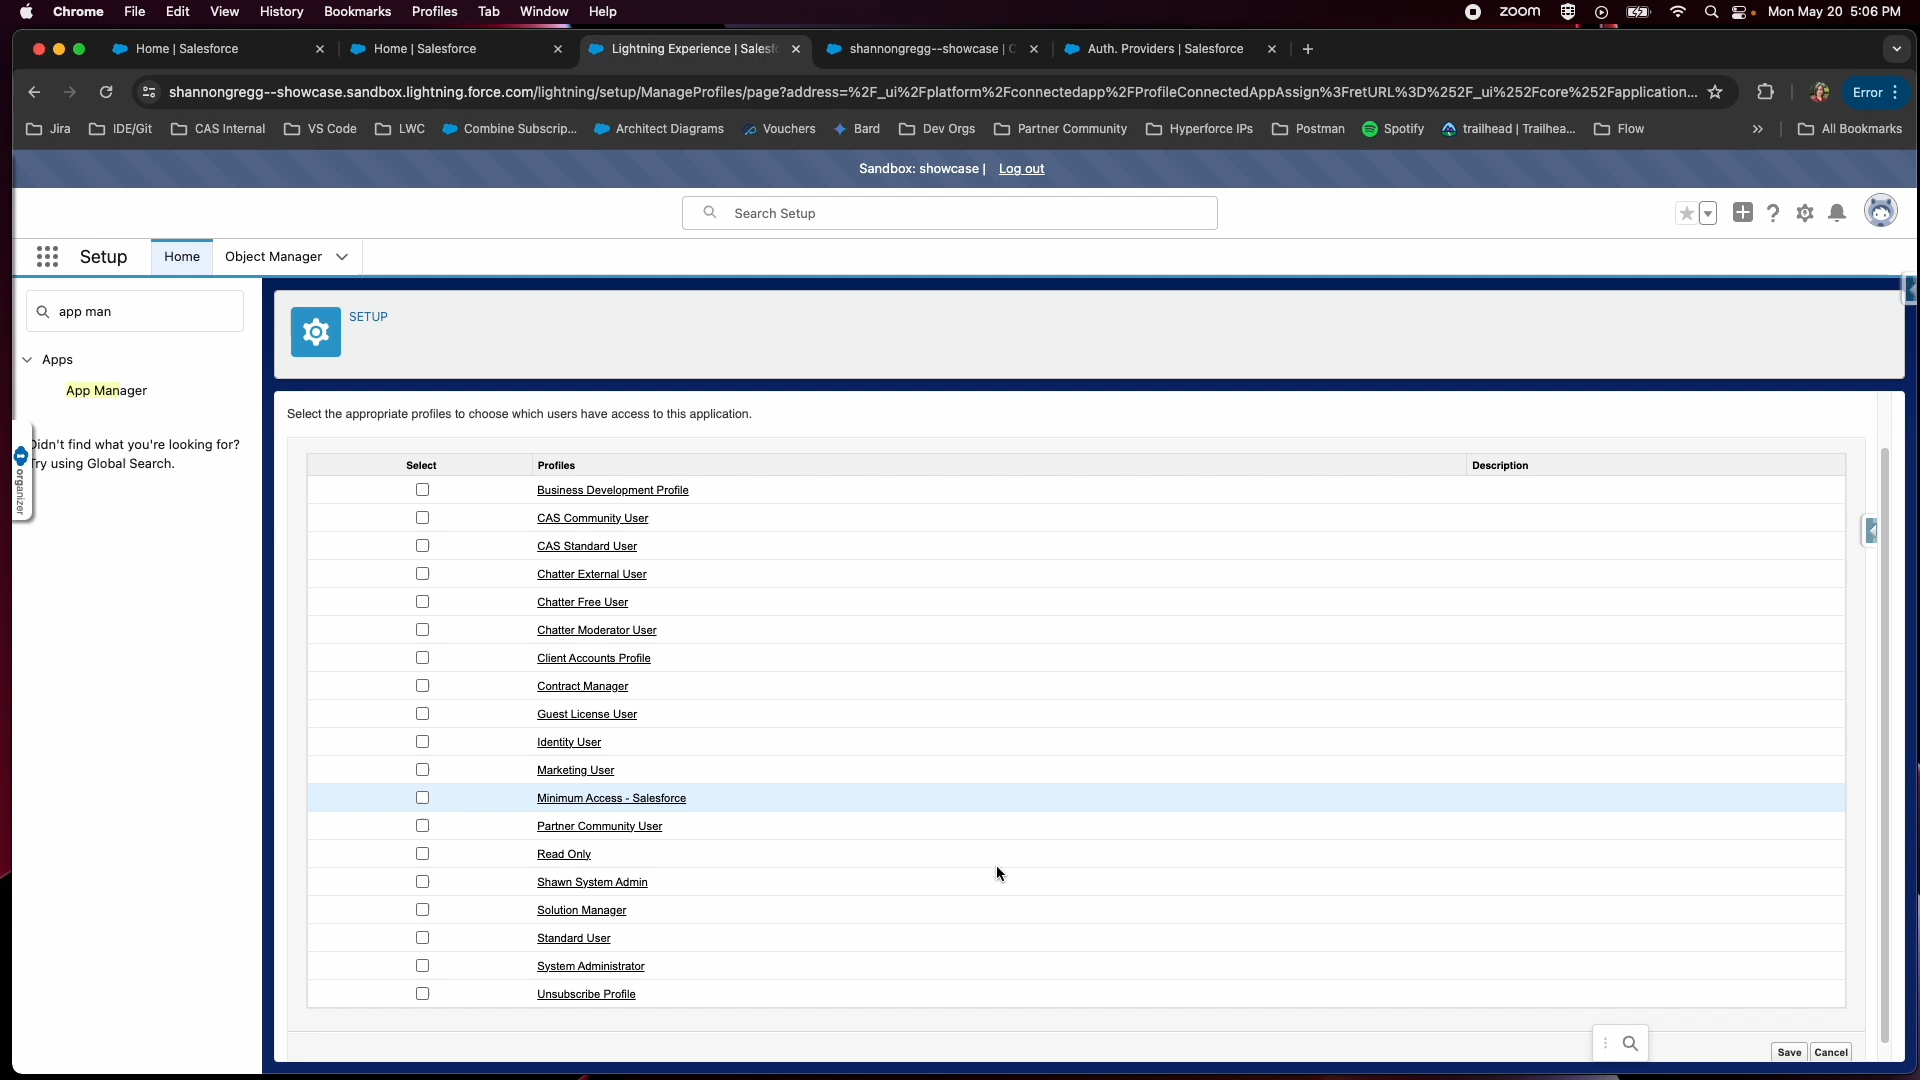 Chrome File Edit View History Bookmarks Profiles Tab Window Help zoom Mon May 20 5:06 PM
Home | Salesforce Home | Salesforce Lightning Experience | Salesf shannongregg--showcase | C Auth. Providers | Salesforce
shannongregg--showcase.sandbox.lightning.force.com/lightning/setup/ManageProfiles/page?address=%2F_ui%2Fplatform%2Fconnectedapp%2FProfileConnectedAppAssign%3FretURL%3D%252F_ui%252Fcore%252Fapplication... Error
Jira IDE/Git CAS Internal VS Code LWC Combine Subscrip... Architect Diagrams Vouchers Bard Dev Orgs Partner Community Hyperforce IPs Postman Spotify trailhead | Trailhea... Flow » All Bookmarks
Sandbox: showcase | Log out
Search Setup
Setup Home Object Manager
app man
SETUP
Apps
App Manager
Didn't find what you're looking for?
Try using Global Search.
organizer
Select the appropriate profiles to choose which users have access to this application.
Select Profiles Description
Business Development Profile
CAS Community User
CAS Standard User
Chatter External User
Chatter Free User
Chatter Moderator User
Client Accounts Profile
Contract Manager
Guest License User
Identity User
Marketing User
Minimum Access - Salesforce
Partner Community User
Read Only
Shawn System Admin
Solution Manager
Standard User
System Administrator
Unsubscribe Profile
Save Cancel